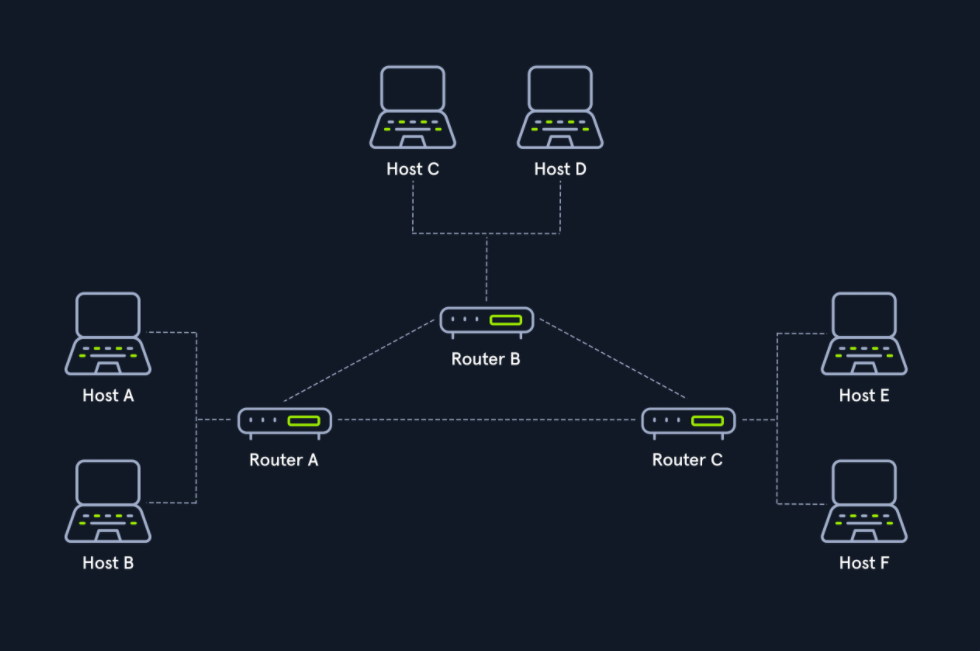 Host C
Host D
Router B
Host A
Host E
Router A
Router C
Host B
Host F